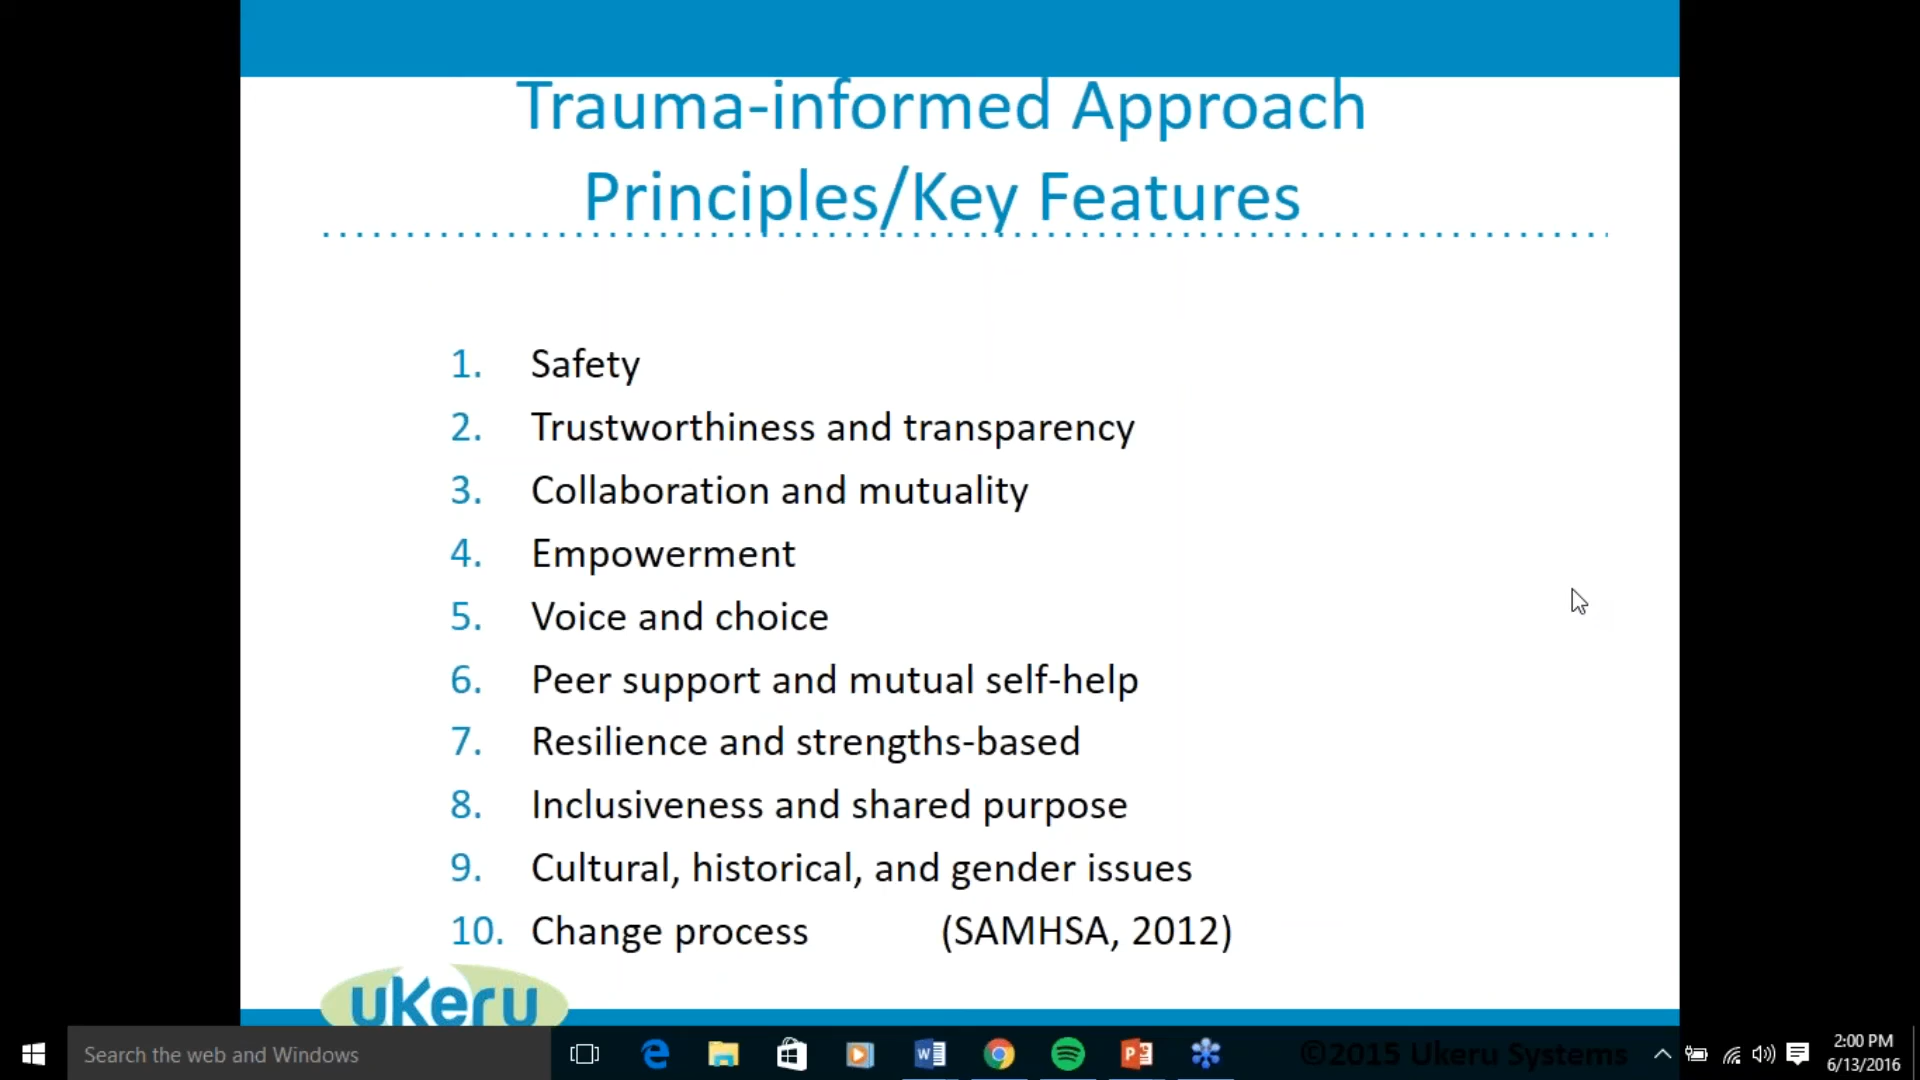 Trauma-informed Approach
Principles/Key Features
1. Safety
2. Trustworthiness and transparency
3. Collaboration and mutuality
4. Empowerment
5. Voice and choice
6. Peer support and mutual self-help
7. Resilience and strengths-based
8. Inclusiveness and shared purpose
9. Cultural, historical, and gender issues
10. Change process (SAMHSA, 2012)
ukeru
©2015 Ukeru Systems
Search the web and Windows
2:00 PM
6/13/2016